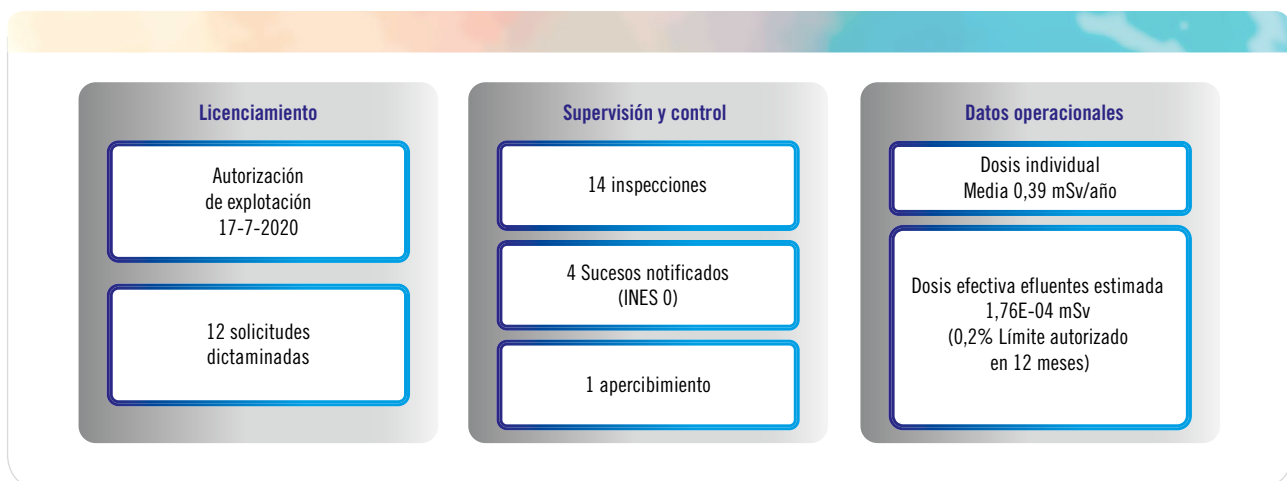 Licenciamiento
Autorización
de explotación
17-7-2020
12 solicitudes
dictaminadas
Supervisión y control
14 inspecciones
4 Sucesos notificados
(INES 0)
1 apercibimiento
Datos operacionales
Dosis individual
Media 0,39 mSv/año
Dosis efectiva efluentes estimada
1,76E-04 mSv
(0,2% Límite autorizado
en 12 meses)